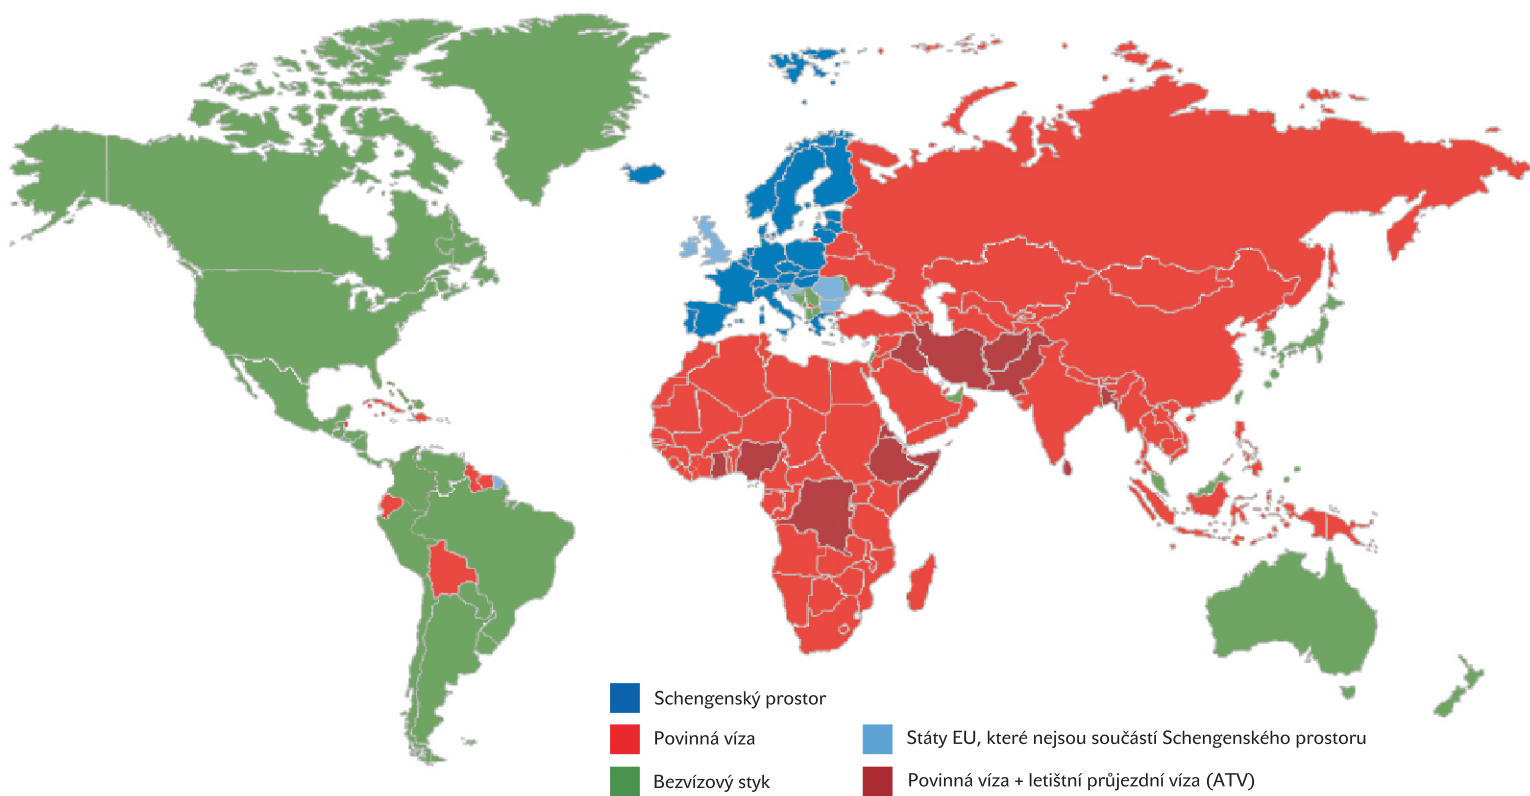 Schengenský prostor
Povinná víza
Bezvízový styk
Státy EU, které nejsou součástí Schengenského prostoru
Povinná víza + letištní průjezdní víza (ATV)